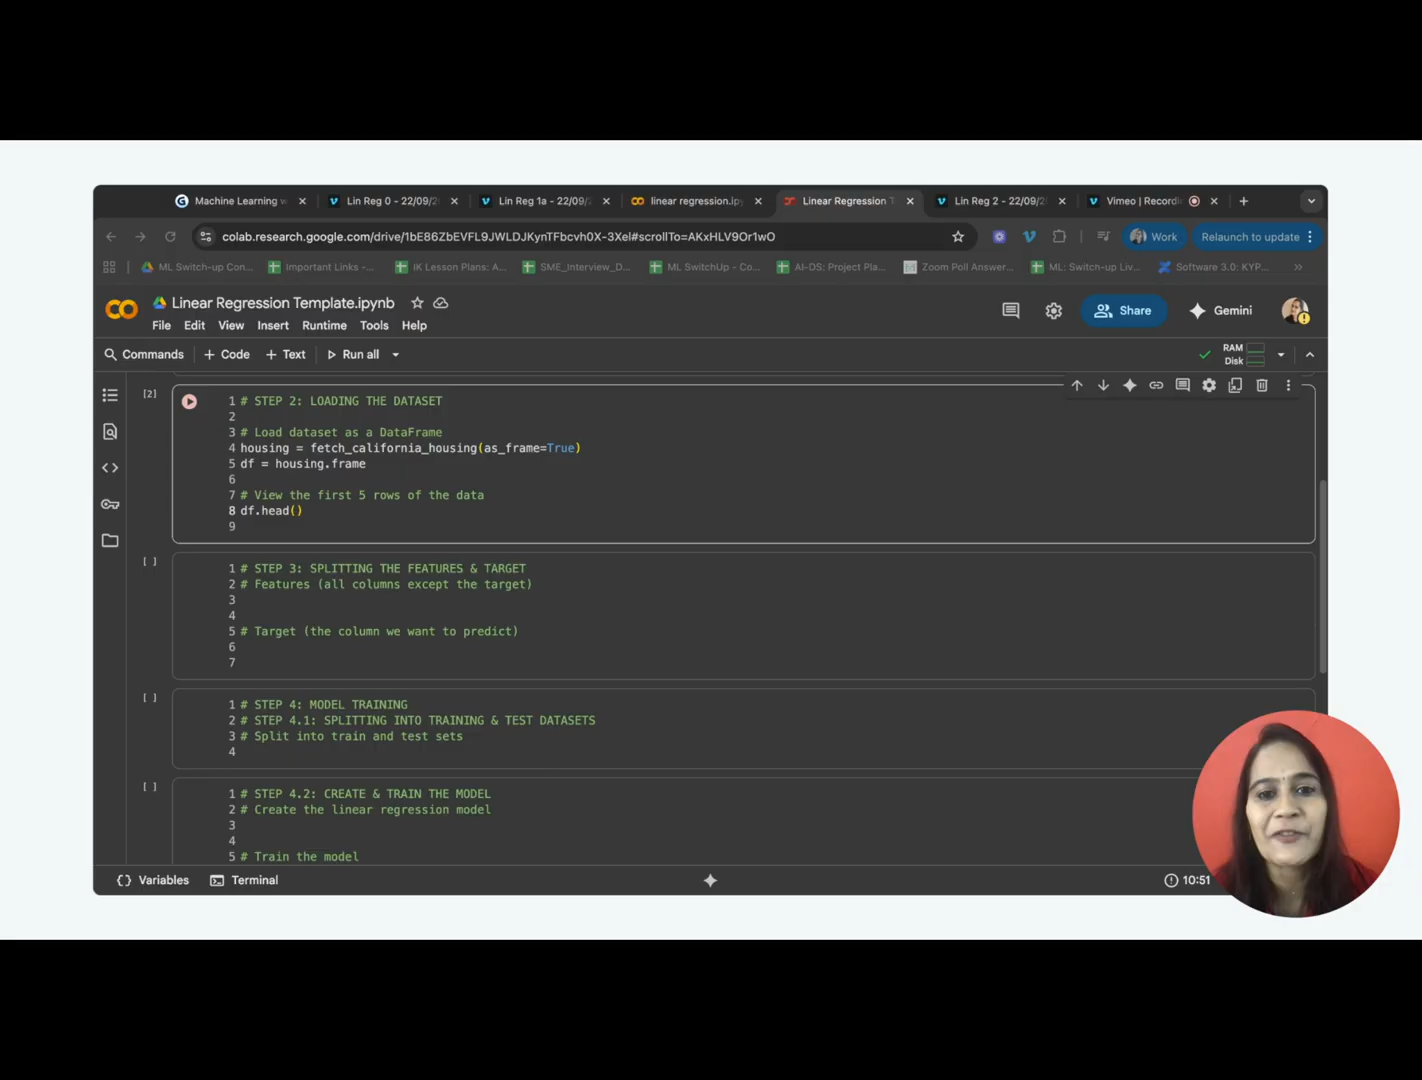 Machine Learning w
Lin Reg 0 - 22/09/2
Lin Reg 1a - 22/09/2
linear regression.ipy
Linear Regression T
Lin Reg 2 - 22/09/2
Vimeo | Recordi
colab.research.google.com/drive/1bE86ZbEVFL9JWLDJKynTFbcvh0X-3Xel#scrollTo=AKxHLV9Or1wO
Work
Relaunch to update
ML Switch-up Con...
Important Links -...
IK Lesson Plans: A...
SME_Interview_D...
ML SwitchUp - Co...
AI-DS: Project Pla...
Zoom Poll Answer...
ML: Switch-up Liv...
Software 3.0: KYP...
Linear Regression Template.ipynb
File Edit View Insert Runtime Tools Help
Share
Gemini
Commands + Code + Text Run all
RAM
Disk
[2]
1 # STEP 2: LOADING THE DATASET
2
3 # Load dataset as a DataFrame
4 housing = fetch_california_housing(as_frame=True)
5 df = housing.frame
6
7 # View the first 5 rows of the data
8 df.head()
9
[ ]
1 # STEP 3: SPLITTING THE FEATURES & TARGET
2 # Features (all columns except the target)
3
4
5 # Target (the column we want to predict)
6
7
[ ]
1 # STEP 4: MODEL TRAINING
2 # STEP 4.1: SPLITTING INTO TRAINING & TEST DATASETS
3 # Split into train and test sets
4
[ ]
1 # STEP 4.2: CREATE & TRAIN THE MODEL
2 # Create the linear regression model
3
4
5 # Train the model
{} Variables
Terminal
10:51